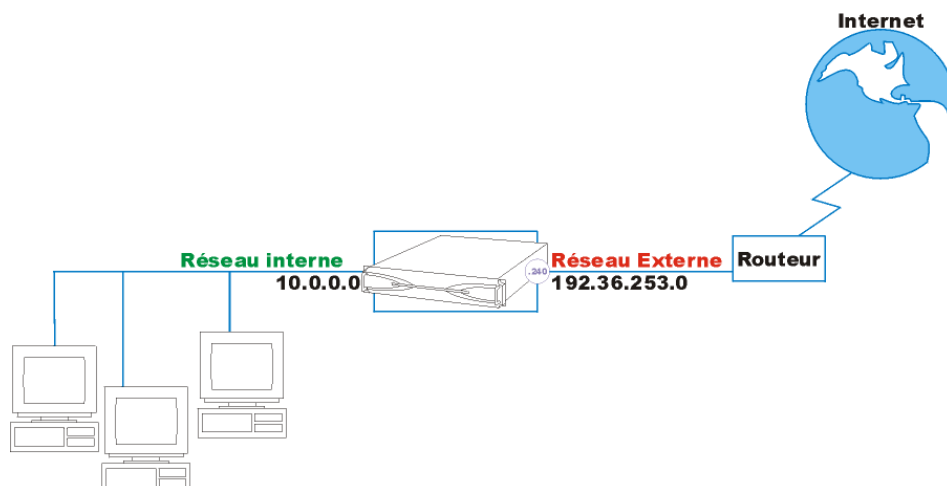 Internet
Réseau interne
10.0.0.0
.240
Réseau Externe
192.36.253.0
Routeur